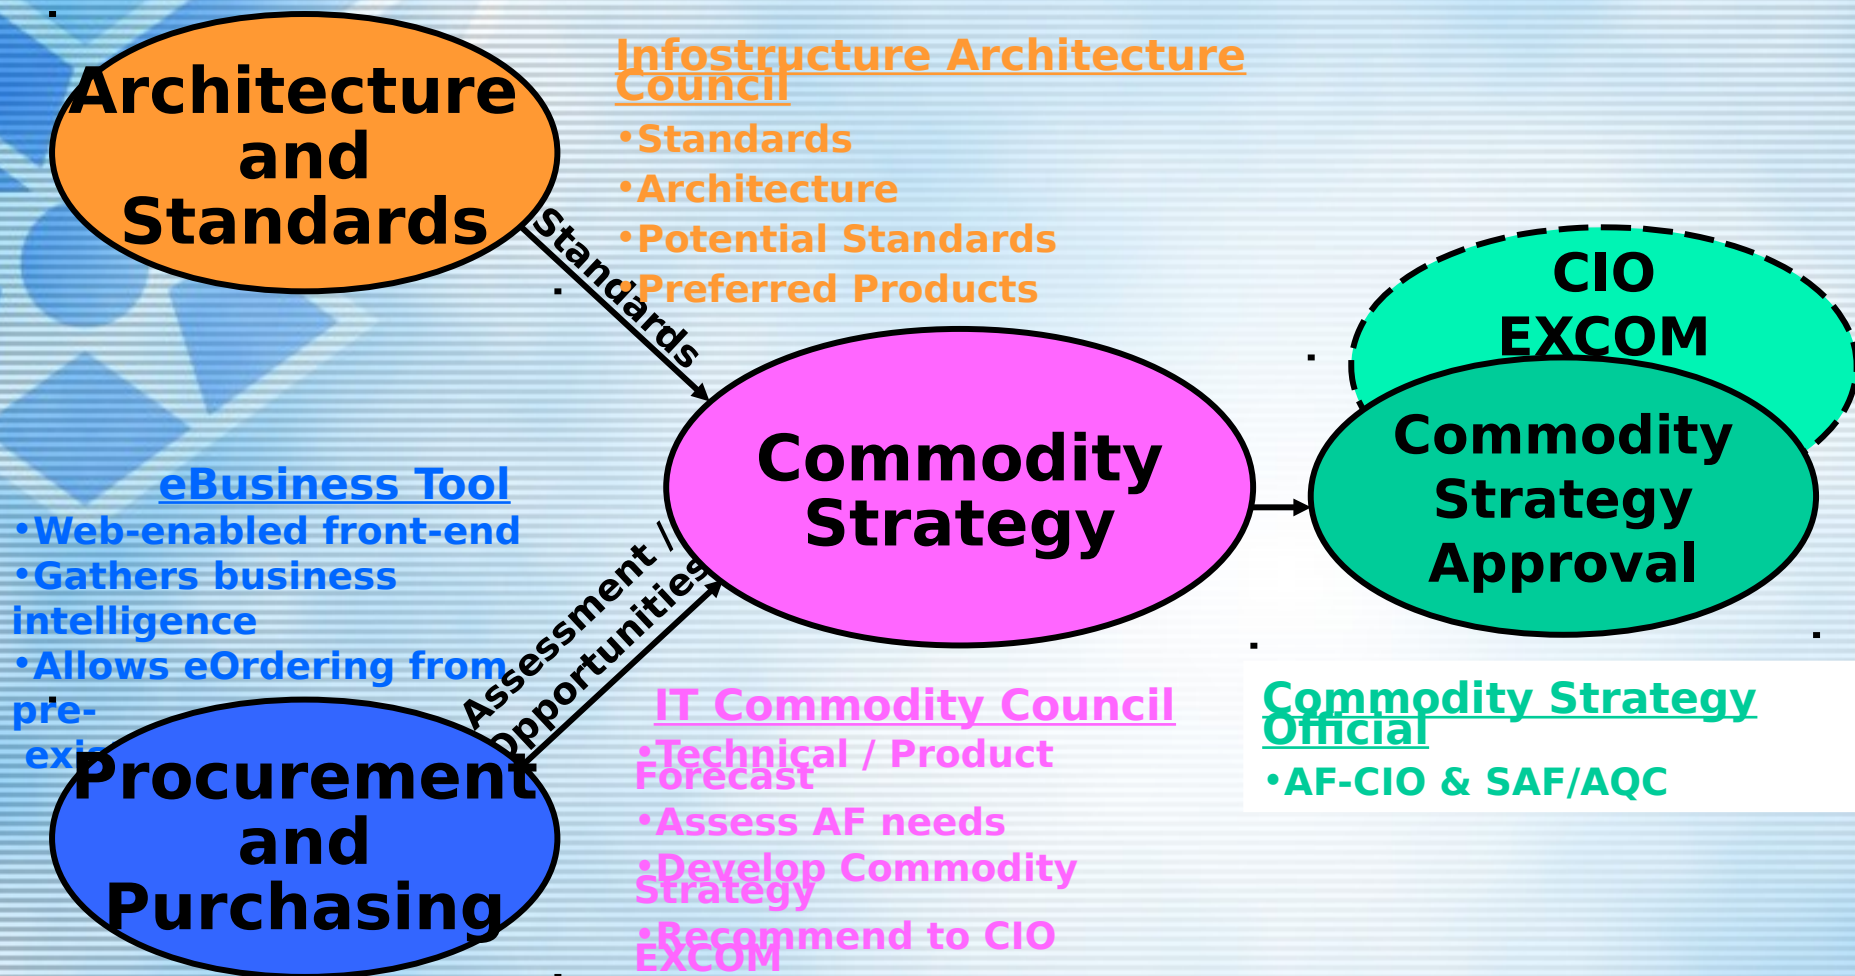 Architecture
and
Standards
Infostructure Architecture
Council
•Standards
•Architecture
•Potential Standards
•Preferred Products
Standards
CIO
EXCOM
Commodity
Strategy
Commodity
Strategy
Approval
eBusiness Tool
•Web-enabled front-end
•Gathers business
intelligence
•Allows eOrdering from
pre-
Assessment /
Opportunities
Procurement
and
Purchasing
IT Commodity Council
•Technical / Product
Forecast
•Assess AF needs
•Develop Commodity
Strategy
•Recommend to CIO
EXCOM
Commodity Strategy
Official
•AF-CIO & SAF/AQC